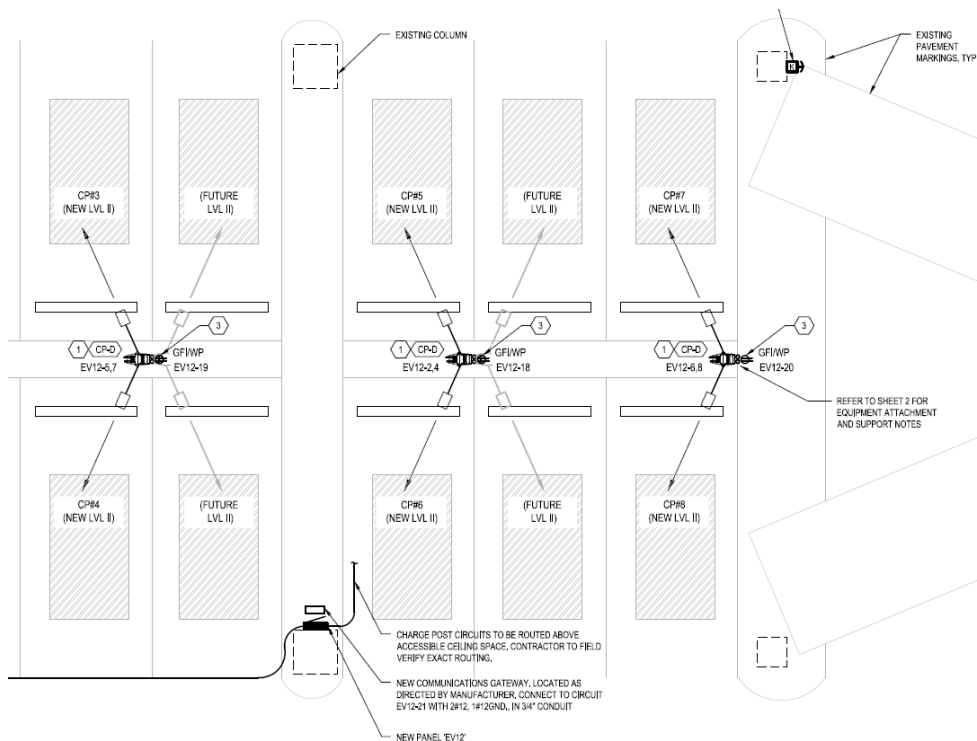 EXISTING COLUMN
EXISTING
PAVEMENT
MARKINGS, TYP
K
CP#3
(NEW LVL II)
(FUTURE
LVL II)
CP#5
(NEW LVL II)
(FUTURE
LVL II)
CP#7
(NEW LVL II)
3
3
3
1
CP-D
GFI/WP
EV12-5,7
EV12-19
1
CP-D
GFI/WP
EV12-2,4
EV12-18
1
CP-D
GFI/WP
EV12-6,8
EV12-20
REFER TO SHEET 2 FOR
EQUIPMENT ATTACHMENT
AND SUPPORT NOTES
CP#4
(NEW LVL II)
(FUTURE
LVL II)
CP#6
(NEW LVL II)
(FUTURE
LVL II)
CP#8
(NEW LVL II)
CHARGE POST CIRCUITS TO BE ROUTED ABOVE
ACCESSIBLE CEILING SPACE, CONTRACTOR TO FIELD
VERIFY EXACT ROUTING.
NEW COMMUNICATIONS GATEWAY, LOCATED AS
DIRECTED BY MANUFACTURER, CONNECT TO CIRCUIT
EV12-21 WITH 2#12, 1#12GND,, IN 3/4" CONDUIT
NEW PANEL 'EV12'